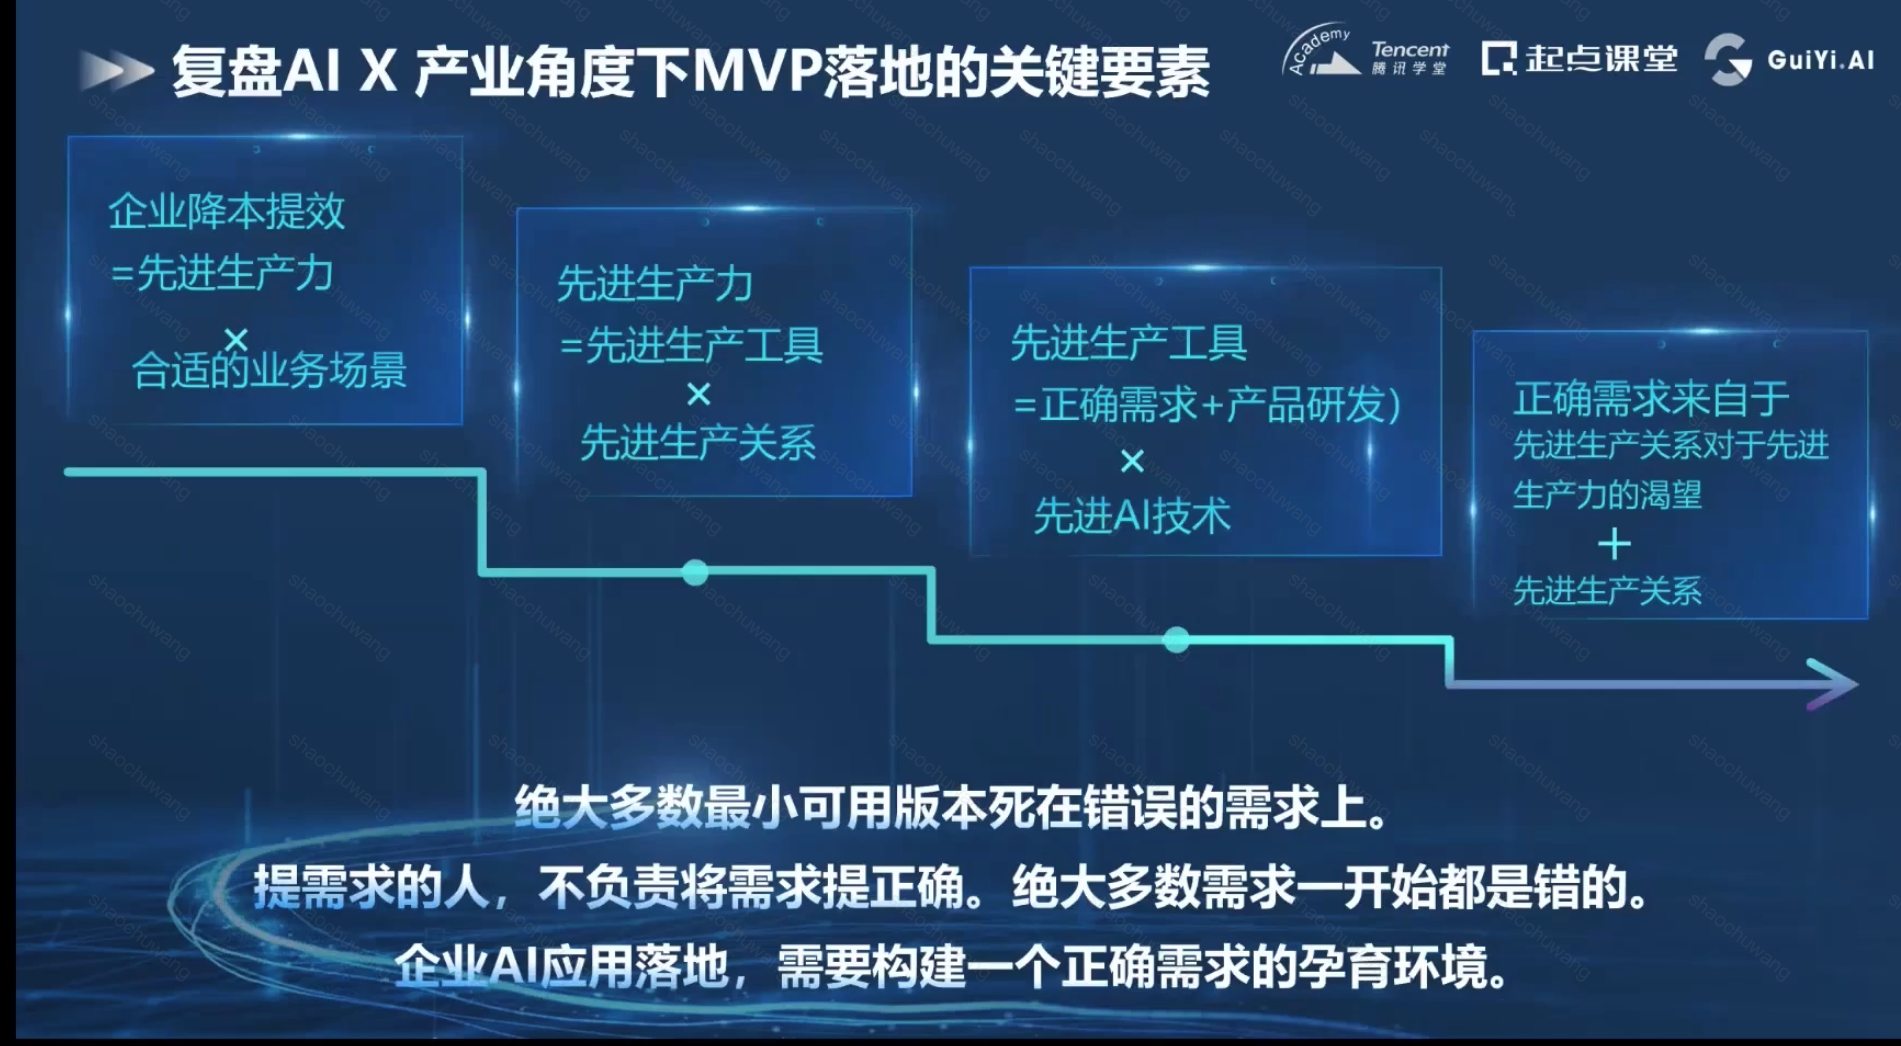 复盘AI X 产业角度下MVP落地的关键要素
Academy
Tencent
腾讯学堂
起点课堂
GuiYi.AI
企业降本提效
=先进生产力
×
合适的业务场景
先进生产力
=先进生产工具
×
先进生产关系
先进生产工具
=正确需求+产品研发）
×
先进AI技术
正确需求来自于
先进生产关系对于先进
生产力的渴望
+
先进生产关系
绝大多数最小可用版本死在错误的需求上。
提需求的人，不负责将需求提正确。绝大多数需求一开始都是错的。
企业AI应用落地，需要构建一个正确需求的孕育环境。
shaochuwang